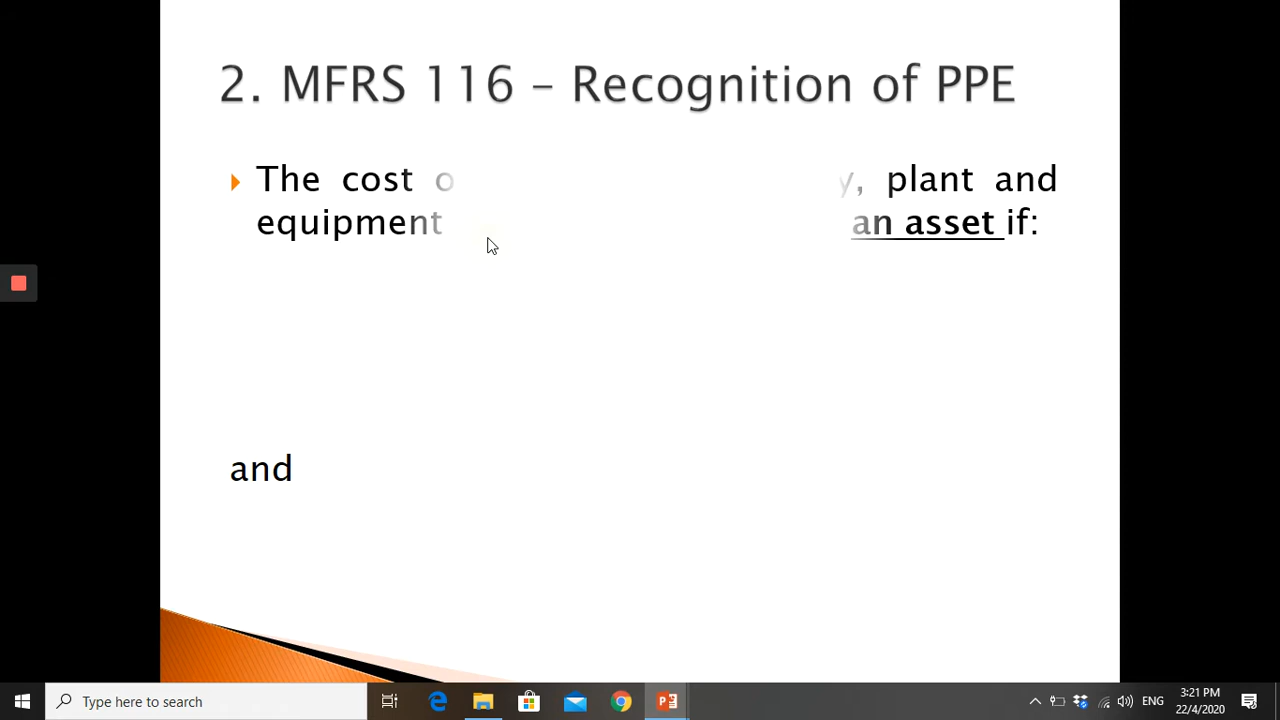 2. MFRS 116 – Recognition of PPE
The cost
, plant and
equipment
an asset if:
and
Type here to search
ENG
3:21 PM
22/4/2020